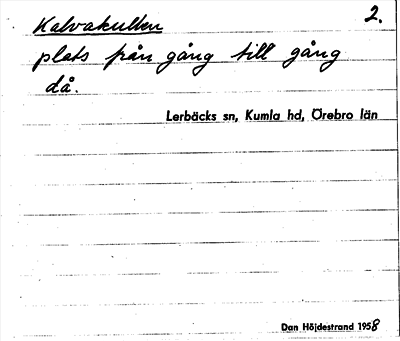 Kalvakullen 2.
plats från gång till gång
då.
Lerbäcks sn, Kumla hd, Örebro län
Dan Höjdestrand 1958